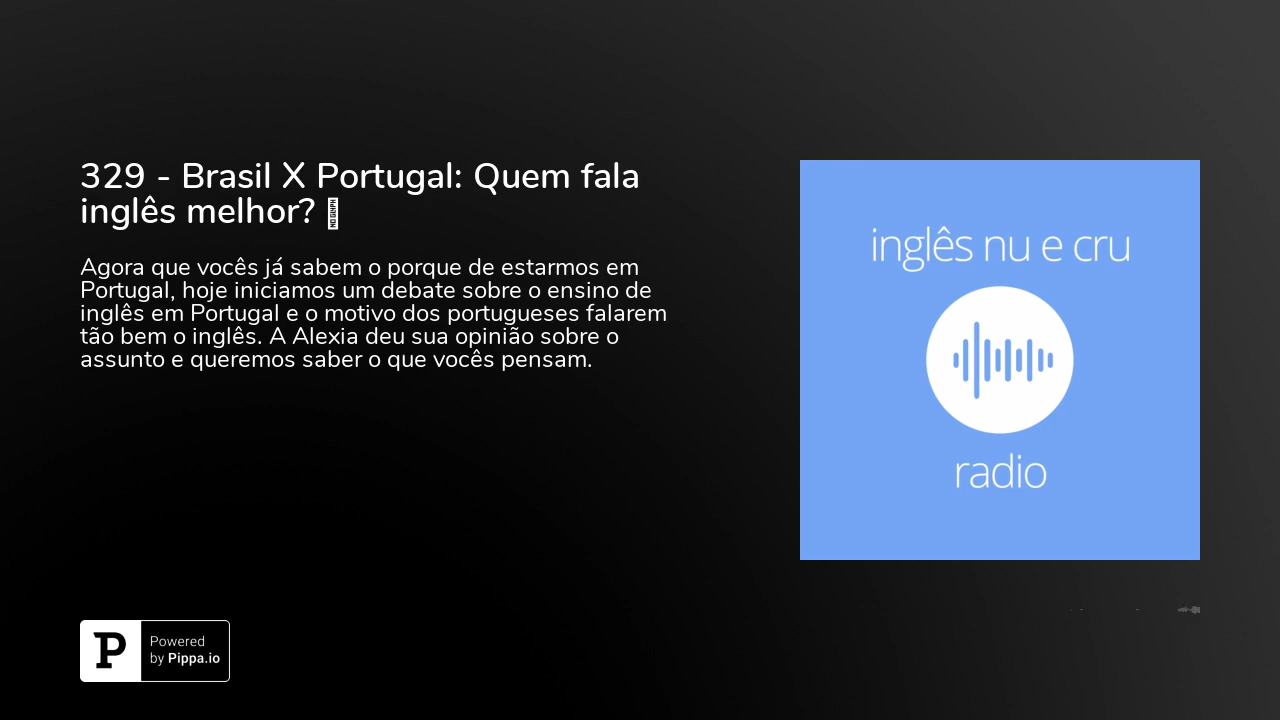 329 - Brasil X Portugal: Quem fala
inglês melhor?
Agora que vocês já sabem o porque de estarmos em
Portugal, hoje iniciamos um debate sobre o ensino de
inglês em Portugal e o motivo dos portugueses falarem
tão bem o inglês. A Alexia deu sua opinião sobre o
assunto e queremos saber o que vocês pensam.
inglês nu e cru
radio
P
Powered
by Pippa.io